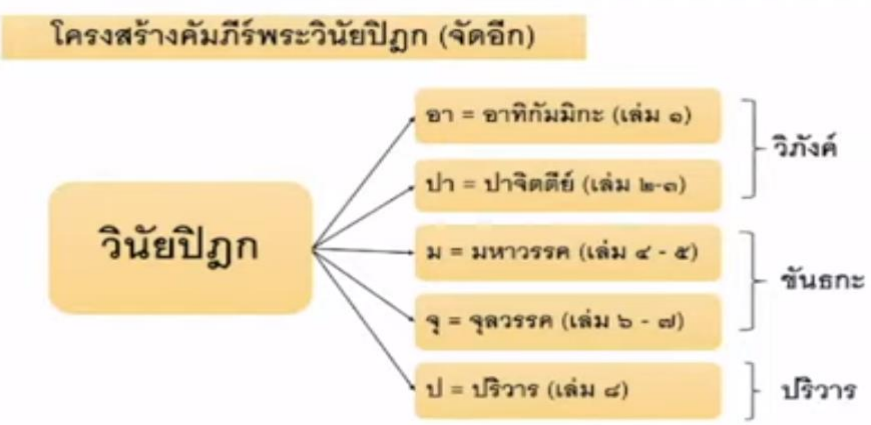 โครงสร้างคัมภีร์พระวินัยปิฎก (จัดอีก)
วินัยปิฎก
อา = อาทิกัมมิกะ (เล่ม ๑)
ปา = ปาจิตตีย์ (เล่ม ๒-๓)
วิภังค์
ม = มหาวรรค (เล่ม ๔ - ๕)
จุ = จุลวรรค (เล่ม ๖ - ๗)
ขันธกะ
ป = ปริวาร (เล่ม ๘)
ปริวาร